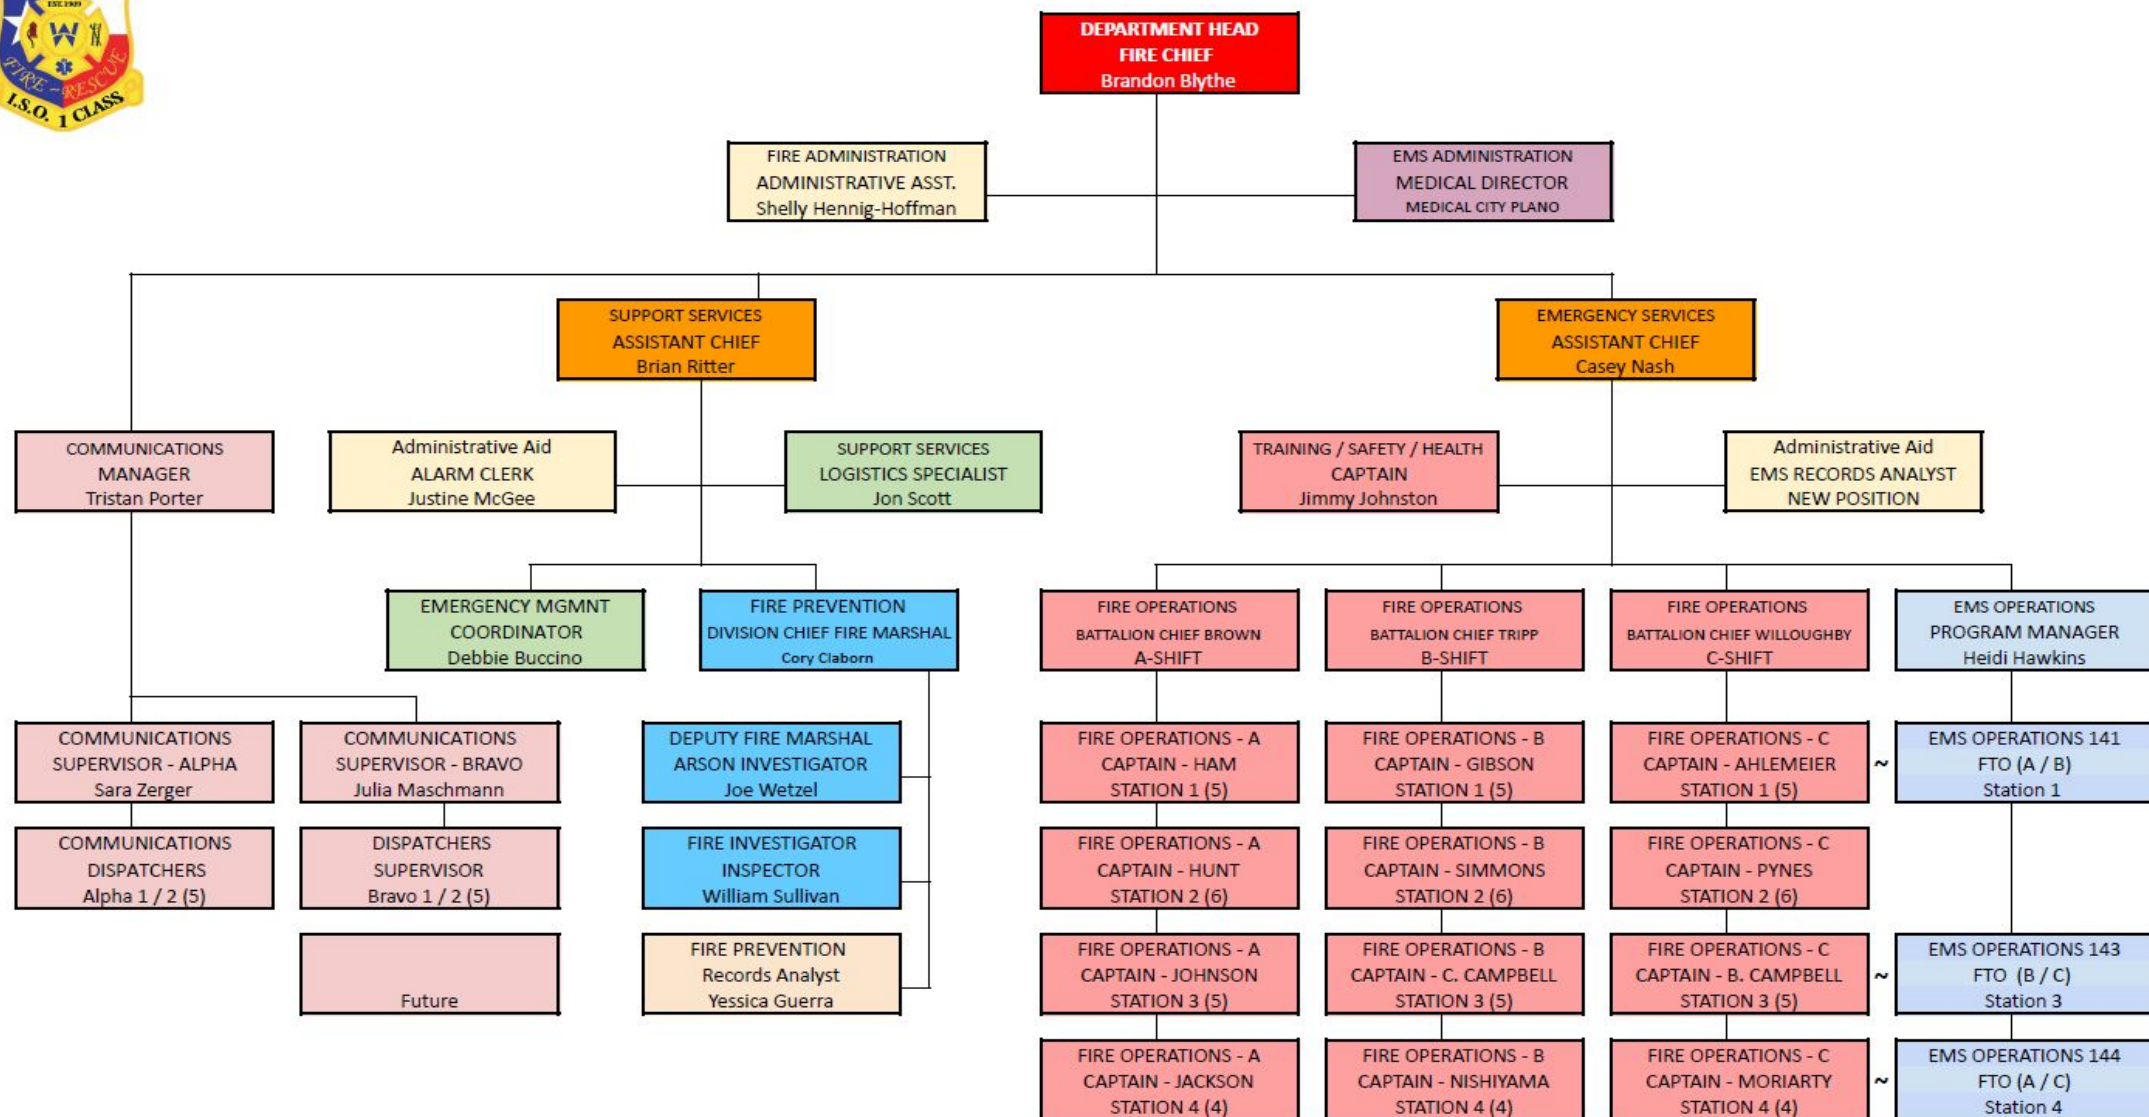 EST. 1909
W
FIRE ~ RESCUE
I.S.O. 1 CLASS
DEPARTMENT HEAD
FIRE CHIEF
Brandon Blythe
FIRE ADMINISTRATION
ADMINISTRATIVE ASST.
Shelly Hennig-Hoffman
EMS ADMINISTRATION
MEDICAL DIRECTOR
MEDICAL CITY PLANO
SUPPORT SERVICES
ASSISTANT CHIEF
Brian Ritter
EMERGENCY SERVICES
ASSISTANT CHIEF
Casey Nash
COMMUNICATIONS
MANAGER
Tristan Porter
Administrative Aid
ALARM CLERK
Justine McGee
SUPPORT SERVICES
LOGISTICS SPECIALIST
Jon Scott
TRAINING / SAFETY / HEALTH
CAPTAIN
Jimmy Johnston
Administrative Aid
EMS RECORDS ANALYST
NEW POSITION
EMERGENCY MGMNT
COORDINATOR
Debbie Buccino
FIRE PREVENTION
DIVISION CHIEF FIRE MARSHAL
Cory Claborn
FIRE OPERATIONS
BATTALION CHIEF BROWN
A-SHIFT
FIRE OPERATIONS
BATTALION CHIEF TRIPP
B-SHIFT
FIRE OPERATIONS
BATTALION CHIEF WILLOUGHBY
C-SHIFT
EMS OPERATIONS
PROGRAM MANAGER
Heidi Hawkins
COMMUNICATIONS
SUPERVISOR - ALPHA
Sara Zerger
COMMUNICATIONS
SUPERVISOR - BRAVO
Julia Maschmann
DEPUTY FIRE MARSHAL
ARSON INVESTIGATOR
Joe Wetzel
FIRE OPERATIONS - A
CAPTAIN - HAM
STATION 1 (5)
FIRE OPERATIONS - B
CAPTAIN - GIBSON
STATION 1 (5)
FIRE OPERATIONS - C
CAPTAIN - AHLEMEIER
STATION 1 (5)
~
EMS OPERATIONS 141
FTO (A / B)
Station 1
COMMUNICATIONS
DISPATCHERS
Alpha 1 / 2 (5)
DISPATCHERS
SUPERVISOR
Bravo 1 / 2 (5)
FIRE INVESTIGATOR
INSPECTOR
William Sullivan
FIRE OPERATIONS - A
CAPTAIN - HUNT
STATION 2 (6)
FIRE OPERATIONS - B
CAPTAIN - SIMMONS
STATION 2 (6)
FIRE OPERATIONS - C
CAPTAIN - PYNES
STATION 2 (6)
Future
FIRE PREVENTION
Records Analyst
Yessica Guerra
FIRE OPERATIONS - A
CAPTAIN - JOHNSON
STATION 3 (5)
FIRE OPERATIONS - B
CAPTAIN - C. CAMPBELL
STATION 3 (5)
FIRE OPERATIONS - C
CAPTAIN - B. CAMPBELL
STATION 3 (5)
~
EMS OPERATIONS 143
FTO (B / C)
Station 3
FIRE OPERATIONS - A
CAPTAIN - JACKSON
STATION 4 (4)
FIRE OPERATIONS - B
CAPTAIN - NISHIYAMA
STATION 4 (4)
FIRE OPERATIONS - C
CAPTAIN - MORIARTY
STATION 4 (4)
~
EMS OPERATIONS 144
FTO (A / C)
Station 4